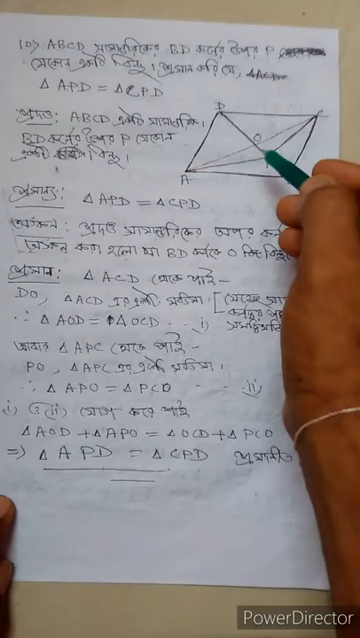 10) ABCD সামান্তরিকের BD কর্ণের উপর P
যেকোন একটি বিন্দু। প্রমাণ করি যে,
△APD = △CPD
প্রদত্ত: ABCD একটি সামান্তরিক।
BD কর্ণের উপর P যেকোন
একটি বিন্দু।
D
O
A
প্রামাণ্য: △APD = △CPD
অঙ্কন: প্রদত্ত সামান্তরিকের অপর কর্ণ
অঙ্কন করা হলো যা BD কর্ণকে O
প্রমাণ: △ACD থেকে পাই -
DO, △ACD এর একটি মধ্যমা। [যেহেতু
∴ △AOD = △OCD ... i)
আবার △APC থেকে পাই -
PO, △APC এর একটি মধ্যমা।
∴ △APO = △PCO - ii)
i) ও ii) যোগ করে পাই
△AOD + △APO = △OCD + △PCO
⇒ △APD = △CPD প্রমাণিত
PowerDirector